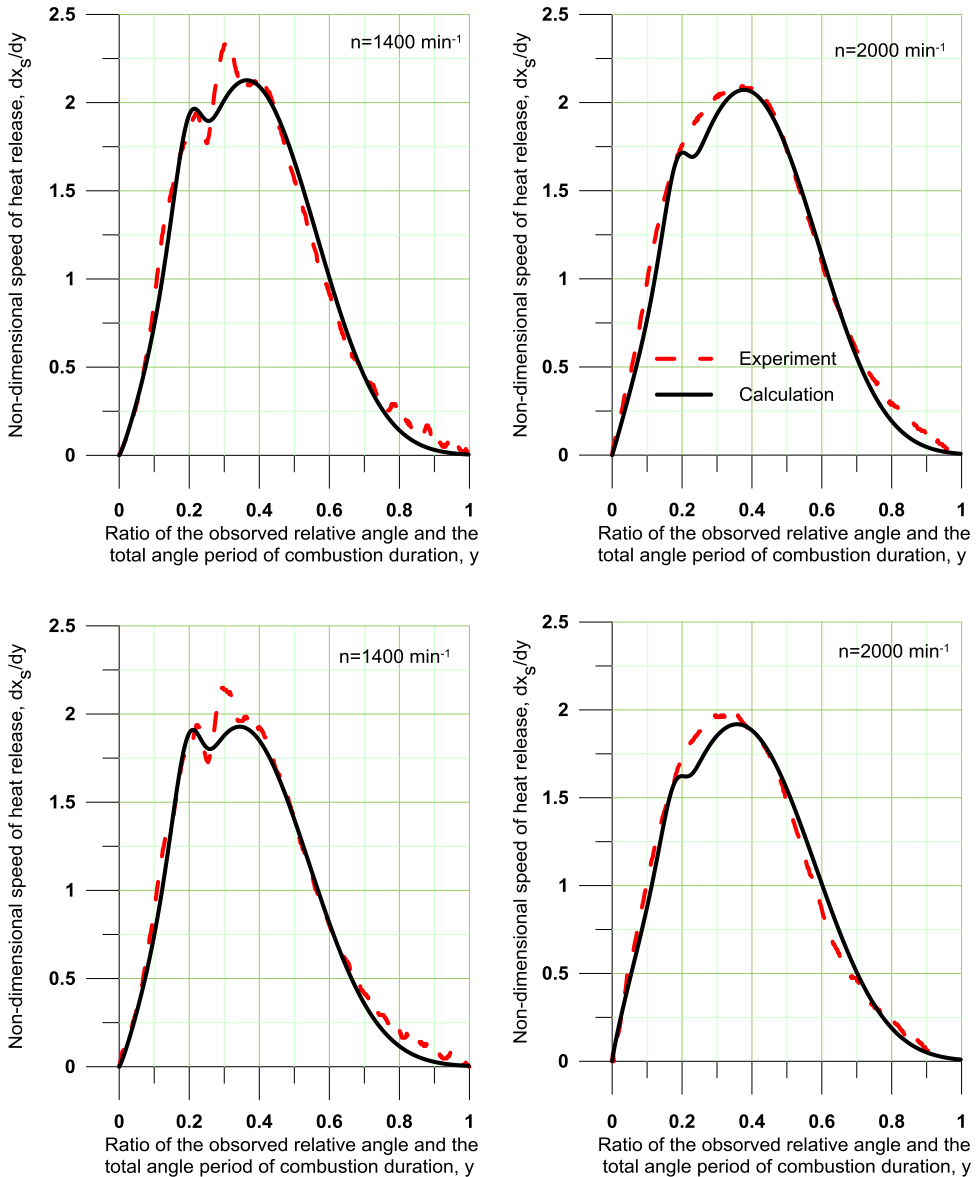 Non-dimensional speed of heat release, dxS/dy
2.5
2
1.5
1
0.5
0
n=1400 min-1
0 0.2 0.4 0.6 0.8 1
Ratio of the observed relative angle and the
total angle period of combustion duration, y
Non-dimensional speed of heat release, dxS/dy
2.5
2
1.5
1
0.5
0
n=2000 min-1
Experiment
Calculation
0 0.2 0.4 0.6 0.8 1
Ratio of the observed relative angle and the
total angle period of combustion duration, y
Non-dimensional speed of heat release, dxS/dy
2.5
2
1.5
1
0.5
0
n=1400 min-1
0 0.2 0.4 0.6 0.8 1
Ratio of the observed relative angle and the
total angle period of combustion duration, y
Non-dimensional speed of heat release, dxS/dy
2.5
2
1.5
1
0.5
0
n=2000 min-1
0 0.2 0.4 0.6 0.8 1
Ratio of the observed relative angle and the
total angle period of combustion duration, y